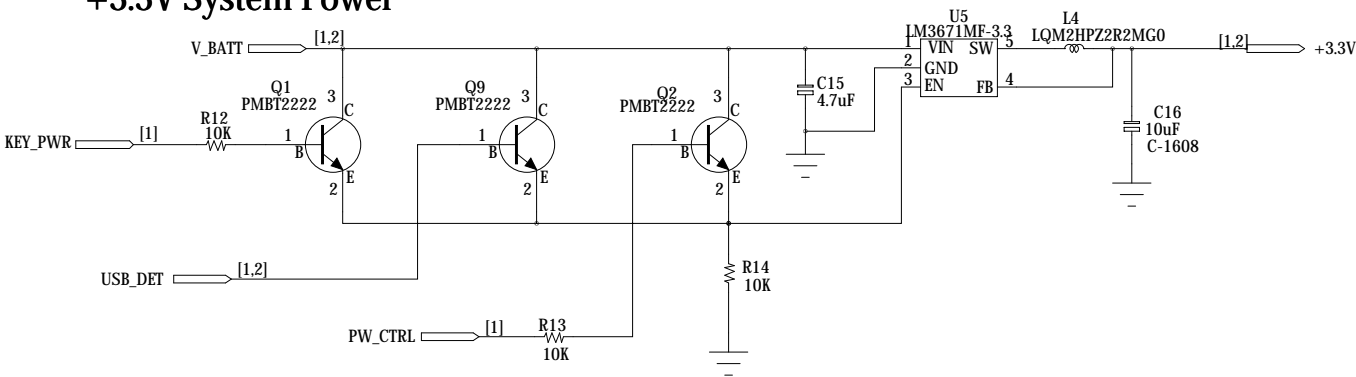 +3.3V System Power
U5
LM3671MF-3.3
L4
LQM2HPZ2R2MG0
V_BATT
[1,2]
1
VIN
SW
5
2
GND
3
EN
FB
4
[1,2]
+3.3V
Q1
PMBT2222
3
C
Q9
PMBT2222
3
C
Q2
PMBT2222
3
C
C15
4.7uF
C16
10uF
C-1608
KEY_PWR
[1]
R12
10K
1
B
E
2
1
B
E
2
1
B
E
2
USB_DET
[1,2]
R14
10K
PW_CTRL
[1]
R13
10K